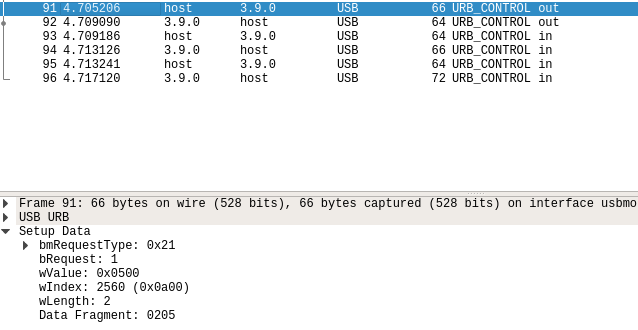 91 4.705206 host 3.9.0 USB 66 URB_CONTROL out
92 4.709090 3.9.0 host USB 64 URB_CONTROL out
93 4.709186 host 3.9.0 USB 64 URB_CONTROL in
94 4.713126 3.9.0 host USB 66 URB_CONTROL in
95 4.713241 host 3.9.0 USB 64 URB_CONTROL in
96 4.717120 3.9.0 host USB 72 URB_CONTROL in
Frame 91: 66 bytes on wire (528 bits), 66 bytes captured (528 bits) on interface usbmo
USB URB
Setup Data
bmRequestType: 0x21
bRequest: 1
wValue: 0x0500
wIndex: 2560 (0x0a00)
wLength: 2
Data Fragment: 0205